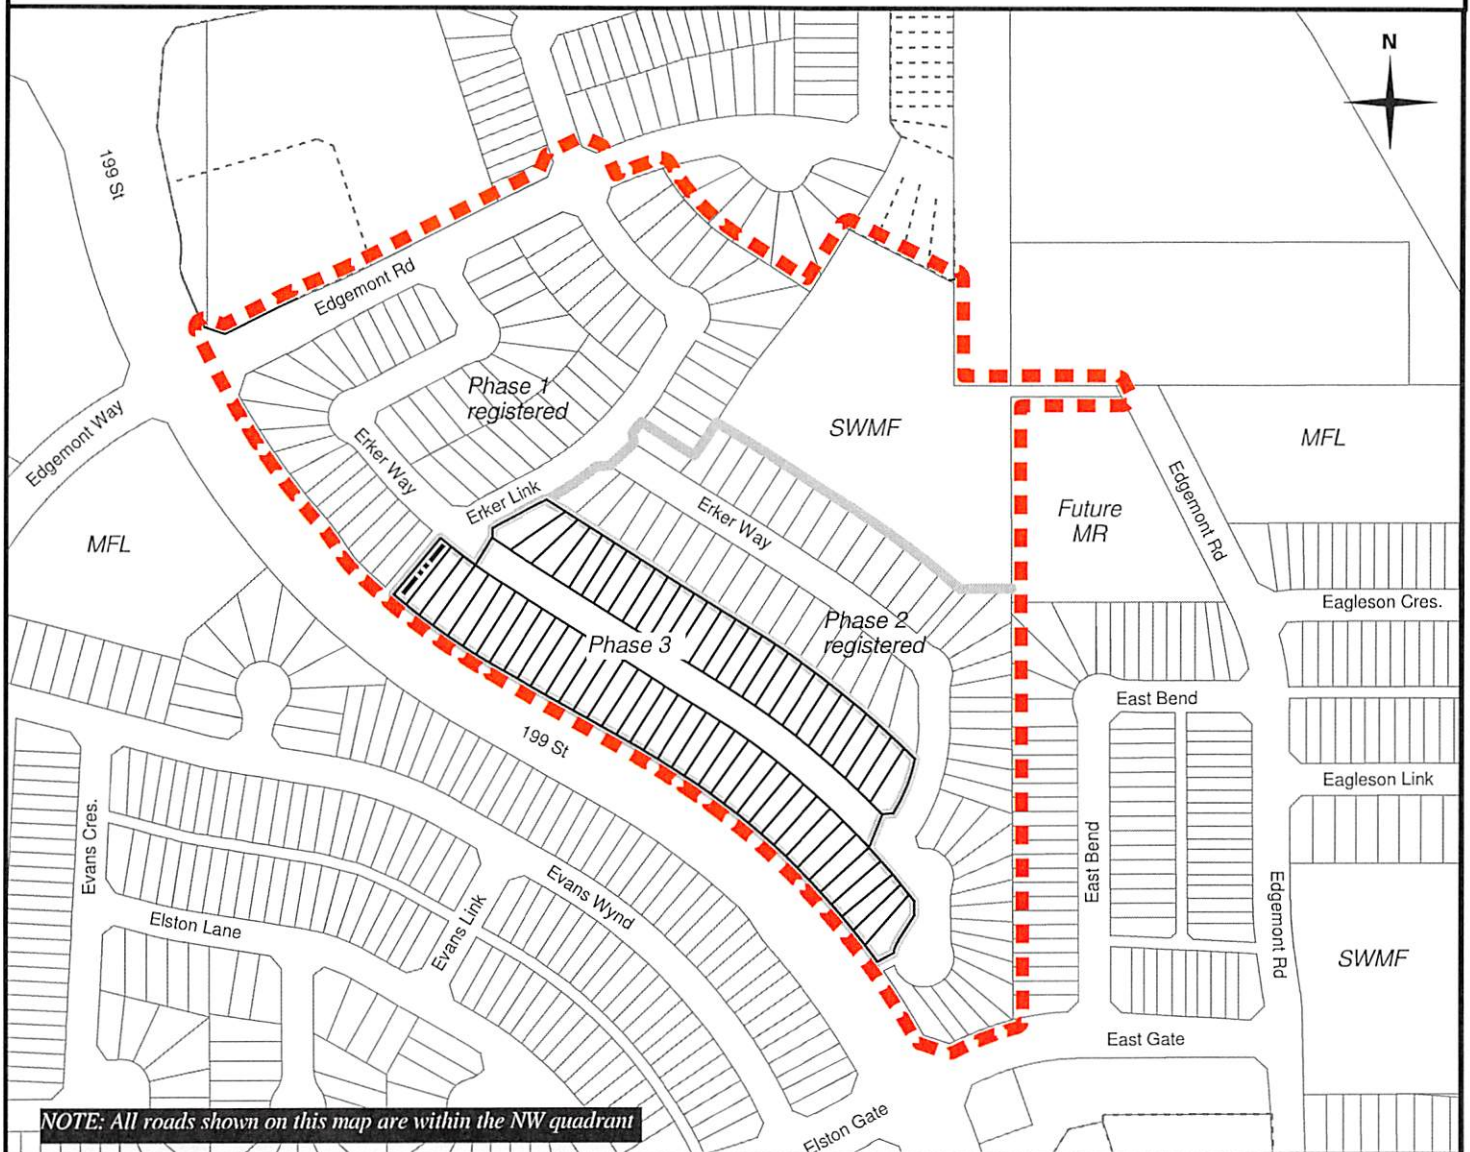 N
199 St
Edgemont Rd
Phase 1
registered
Edgemont Way
Erker Way
SWMF
MFL
Erker Link
Erker Way
Future
MR
Edgemont Rd
MFL
Eagleson Cres.
Phase 3
Phase 2
registered
East Bend
199 St
Eagleson Link
Evans Cres.
East Bend
Evans Wynd
Edgemont Rd
Elston Lane
Evans Link
SWMF
East Gate
NOTE: All roads shown on this map are within the NW quadrant
Elston Gate